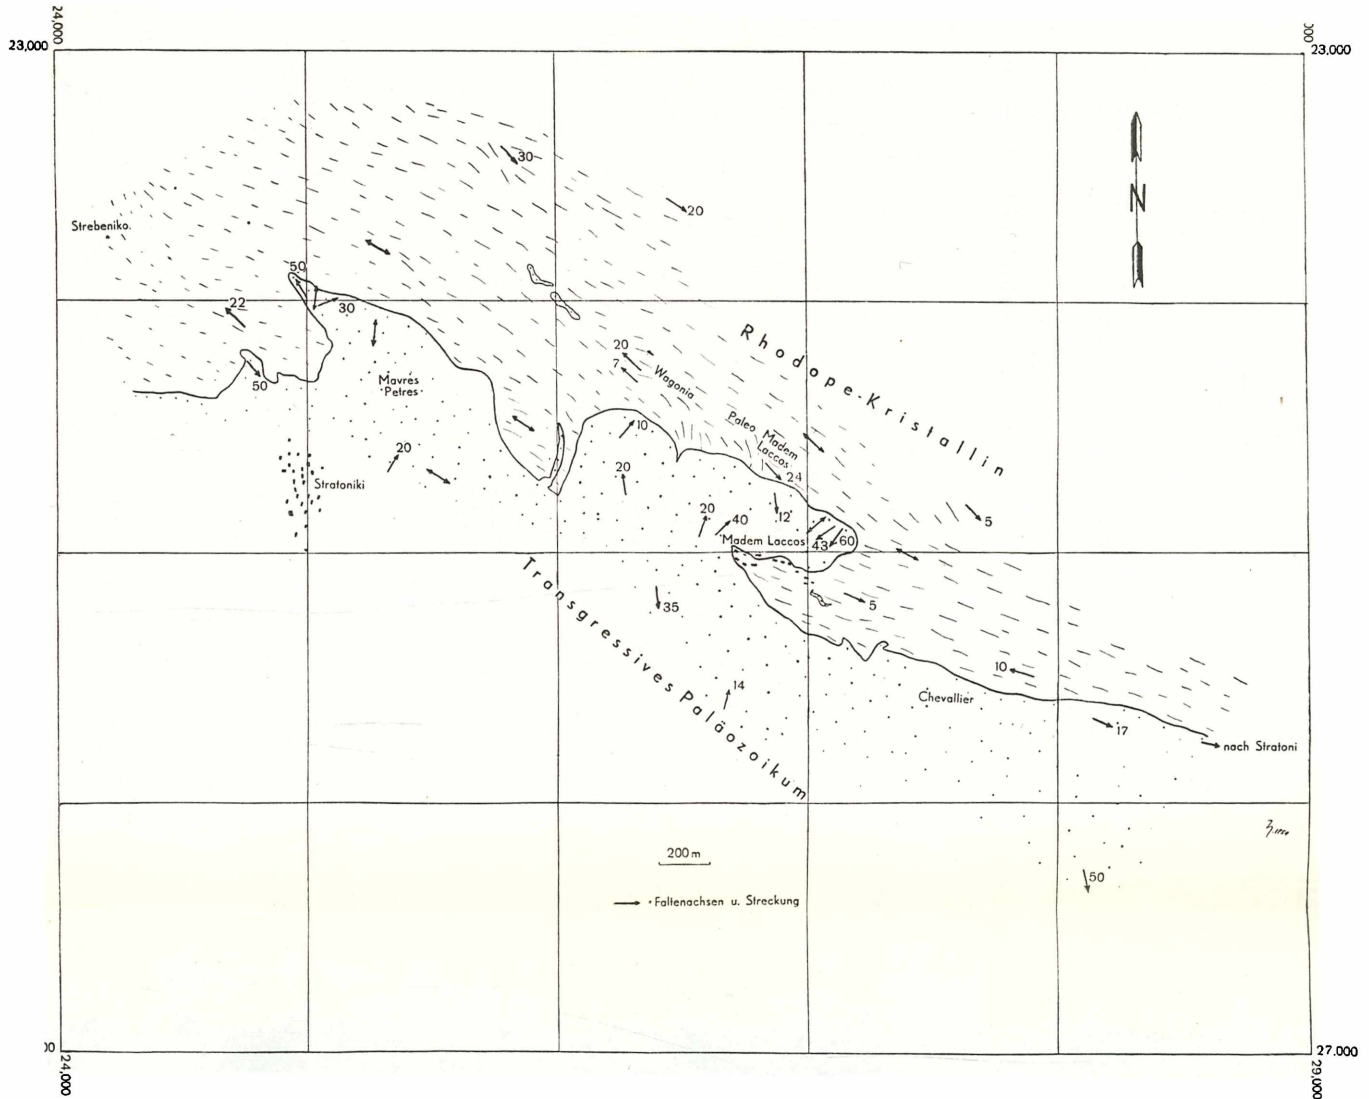 24,000
000
23,000
23,000
30
20
N
Strebeniko.
50
22
30
Rhodope-Kristallin
20
7
Wagonia
50
Mavres
Petres
Paleo Madem
Laccos
10
24
20
20
Stratoniki
12
20
40
5
Madem Laccos
43
60
Transgressives Paläozoikum
35
5
10
14
Chevallier
17
nach Stratoni
200 m
50
Faltenachsen u. Streckung
00
27.000
24,000
29,000